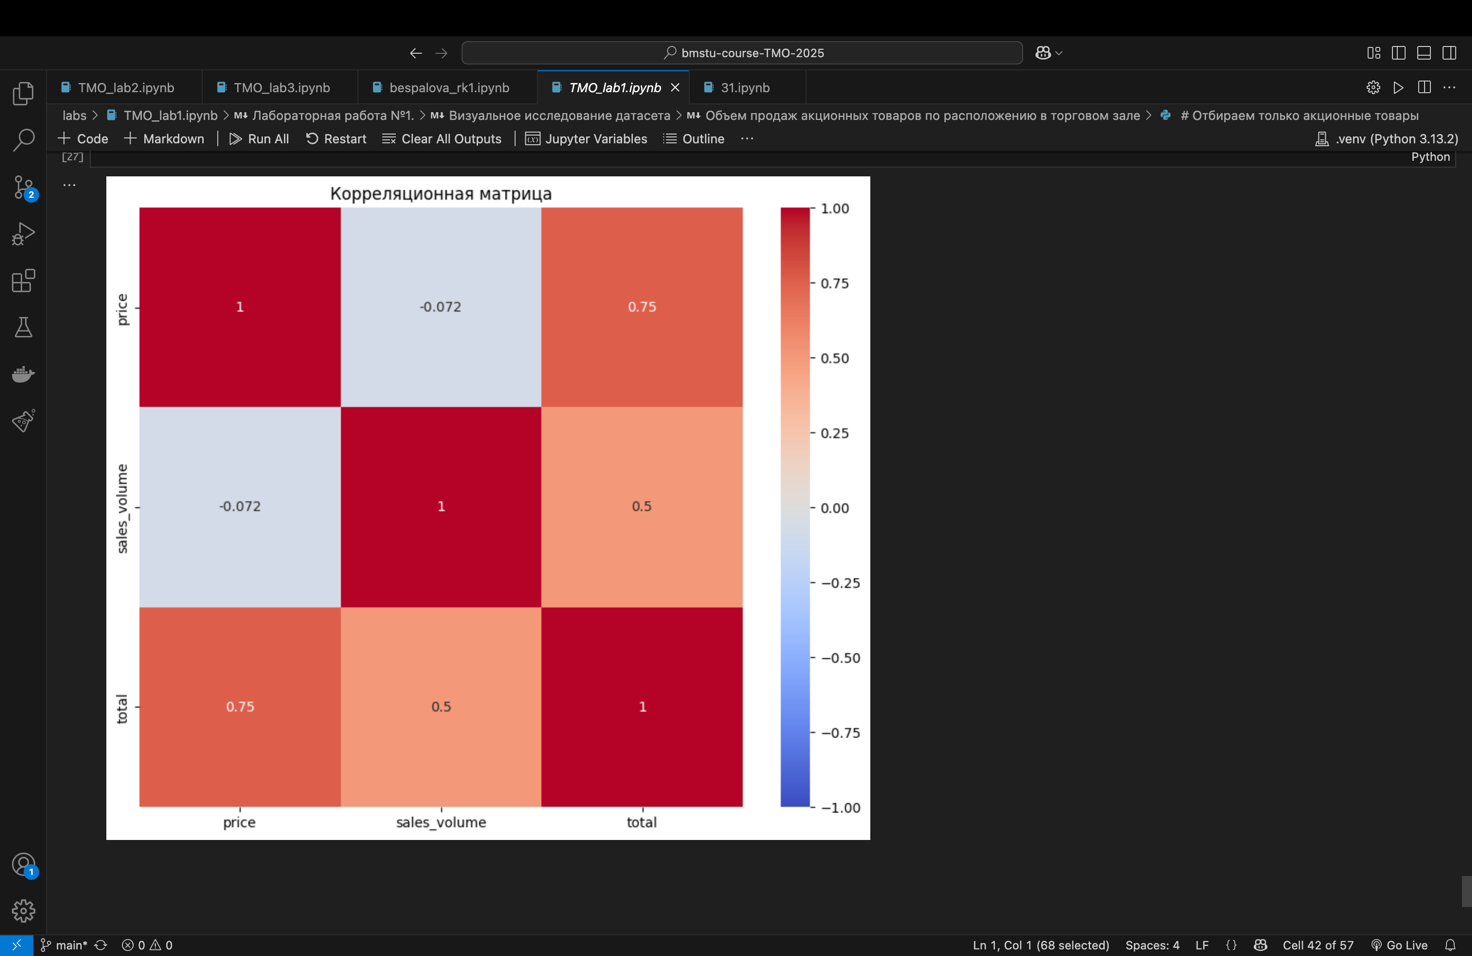 bmstu-course-TMO-2025
TMO_lab2.ipynb
TMO_lab3.ipynb
bespalova_rk1.ipynb
TMO_lab1.ipynb
31.ipynb
labs > TMO_lab1.ipynb > M↓ Лабораторная работа №1. > M↓ Визуальное исследование датасета > M↓ Объем продаж акционных товаров по расположению в торговом зале > # Отбираем только акционные товары
+ Code + Markdown | Run All Restart Clear All Outputs | Jupyter Variables Outline ...
.venv (Python 3.13.2)
[27]
Python
...
Корреляционная матрица
price
1
-0.072
0.75
sales_volume
-0.072
1
0.5
total
0.75
0.5
1
price
sales_volume
total
1.00
0.75
0.50
0.25
0.00
−0.25
−0.50
−0.75
−1.00
2
1
main* 0 0
Ln 1, Col 1 (68 selected) Spaces: 4 LF {} Cell 42 of 57 Go Live